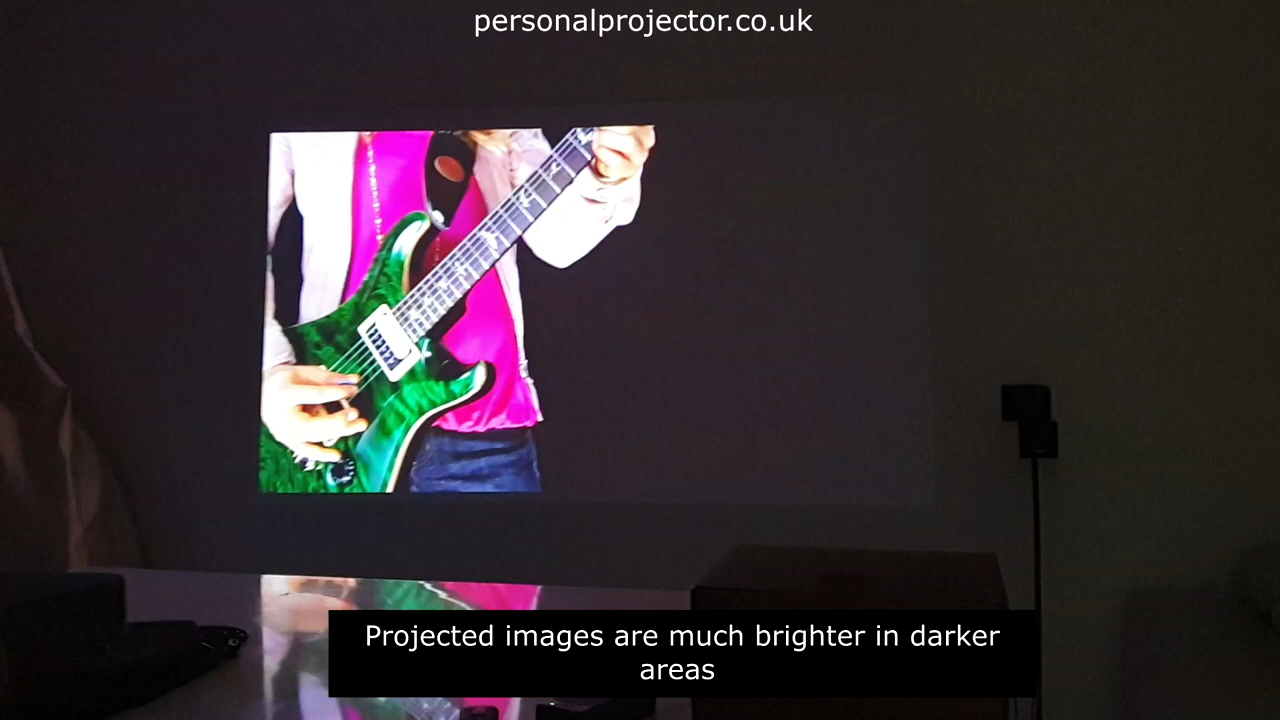 personalprojector.co.uk
Projected images are much brighter in darker
areas